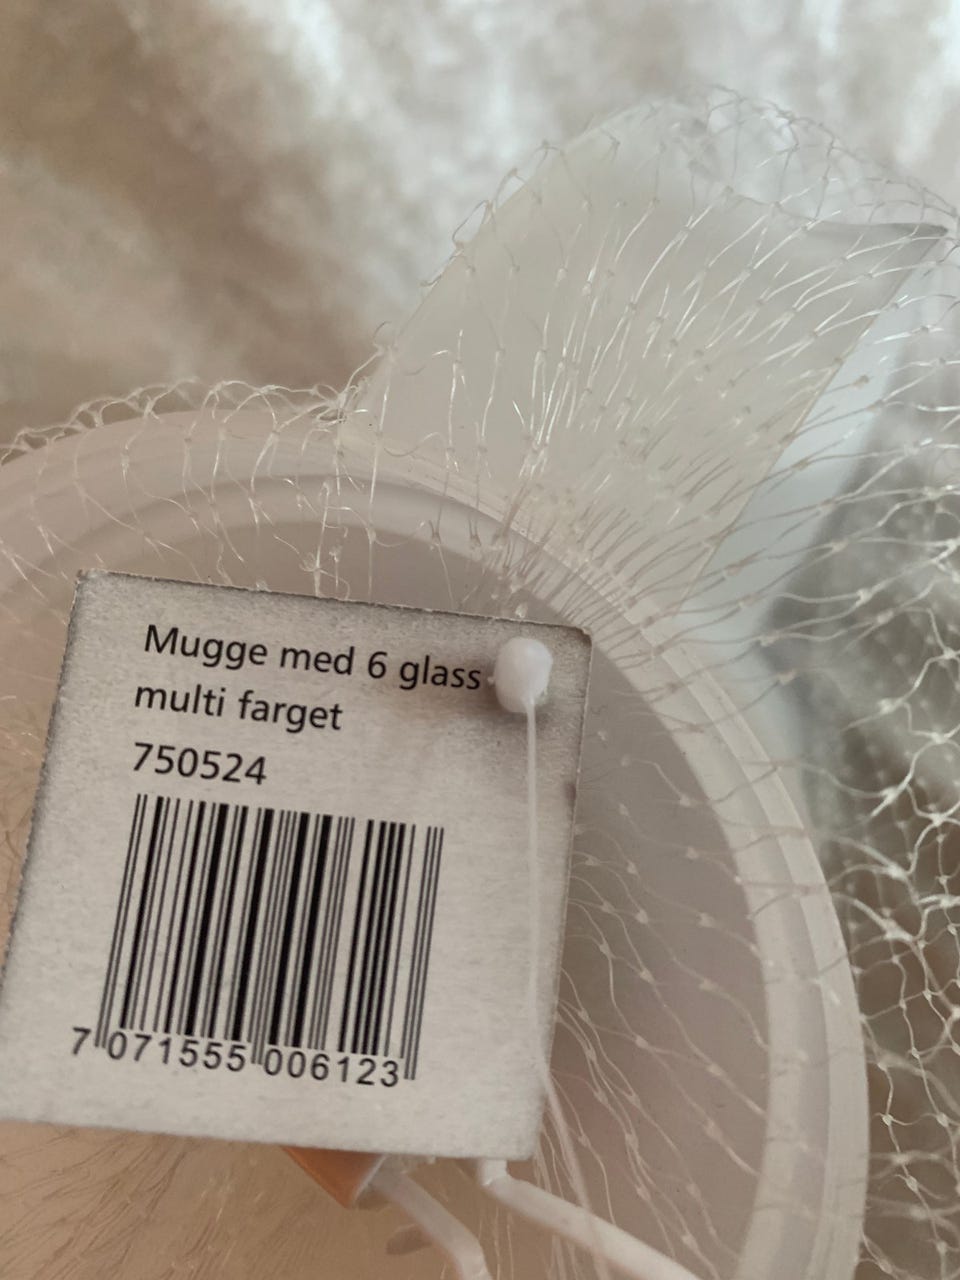 Mugge med 6 glass
multi farget
750524
7 071555 006123